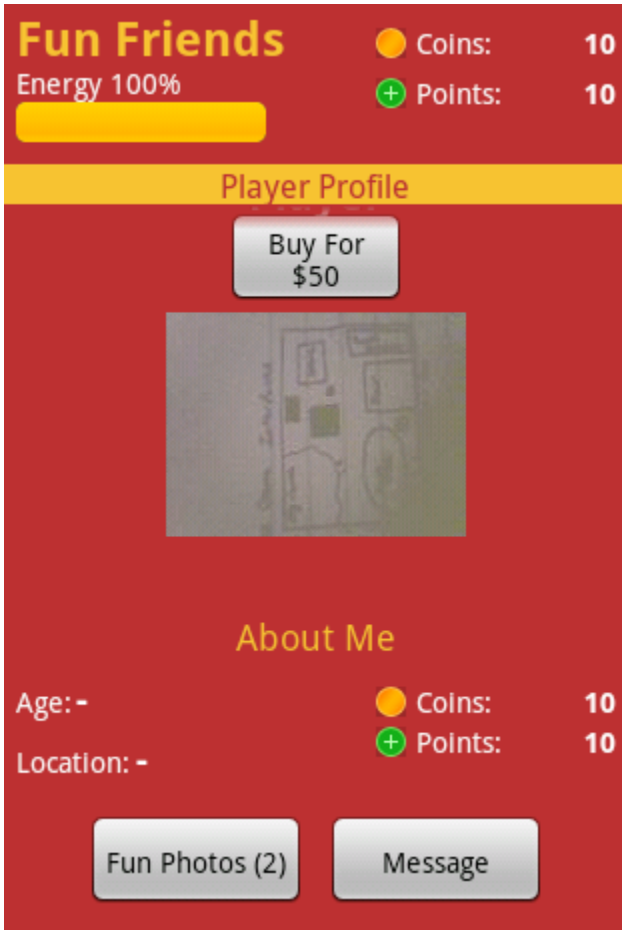 Fun Friends
Energy 100%
Coins: 10
Points: 10
Player Profile
Buy For
$50
About Me
Age: -
Location: -
Coins: 10
Points: 10
Fun Photos (2)
Message